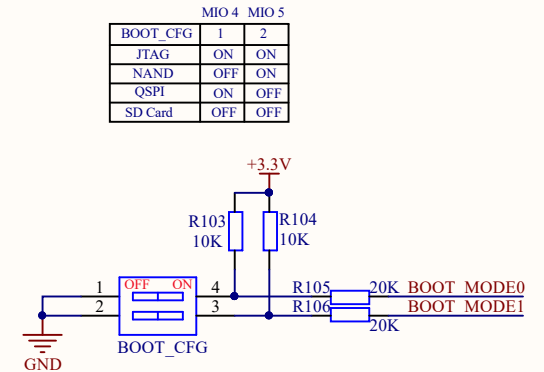 MIO 4 MIO 5
BOOT_CFG 1 2
JTAG ON ON
NAND OFF ON
QSPI ON OFF
SD Card OFF OFF
+3.3V
R103 R104
10K 10K
1 OFF ON 4 R105 20K BOOT_MODE0
2 3 R106 BOOT_MODE1
20K
BOOT_CFG
GND